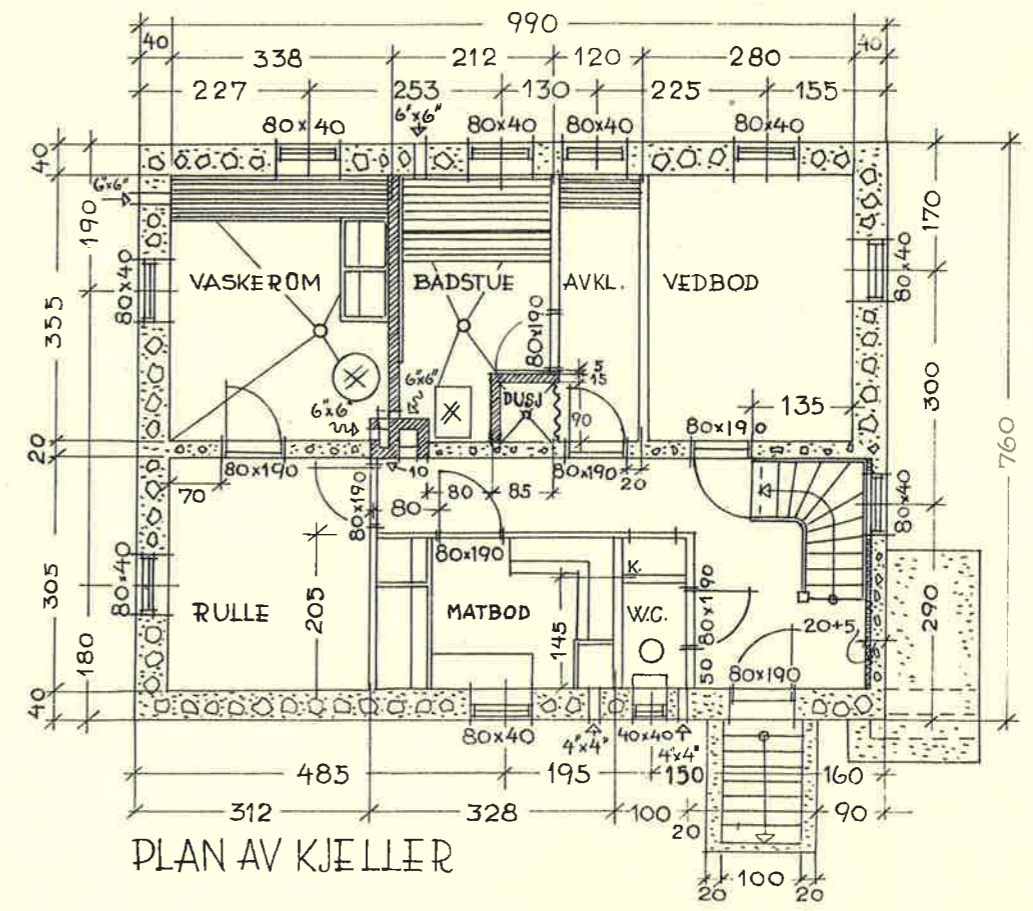 990
40 338 212 120 280 40
227 253 130 225 155
6"x6"
80x40 80x40 80x40 80x40
40 190 355 20 305 180 40
6"x6"
80x40
80x40
VASKERŪM BADSTUE AVKL. VEDBOD
80x190
80x40
170
300
290
760
6"x6"
6"x6"
DUSJ
15
90
135
80x190
80x190 10 80x190 20
70 80x190 80 80 85
80x190
80x40
RULLE 205 MATBOD 145 K. W.C.
50 80x190
20+5
80x190
80x40 4"x4" 40x40 4"x4"
485 195 150 160
312 328 100 90
20
PLAN AV KJELLER
20 100 20